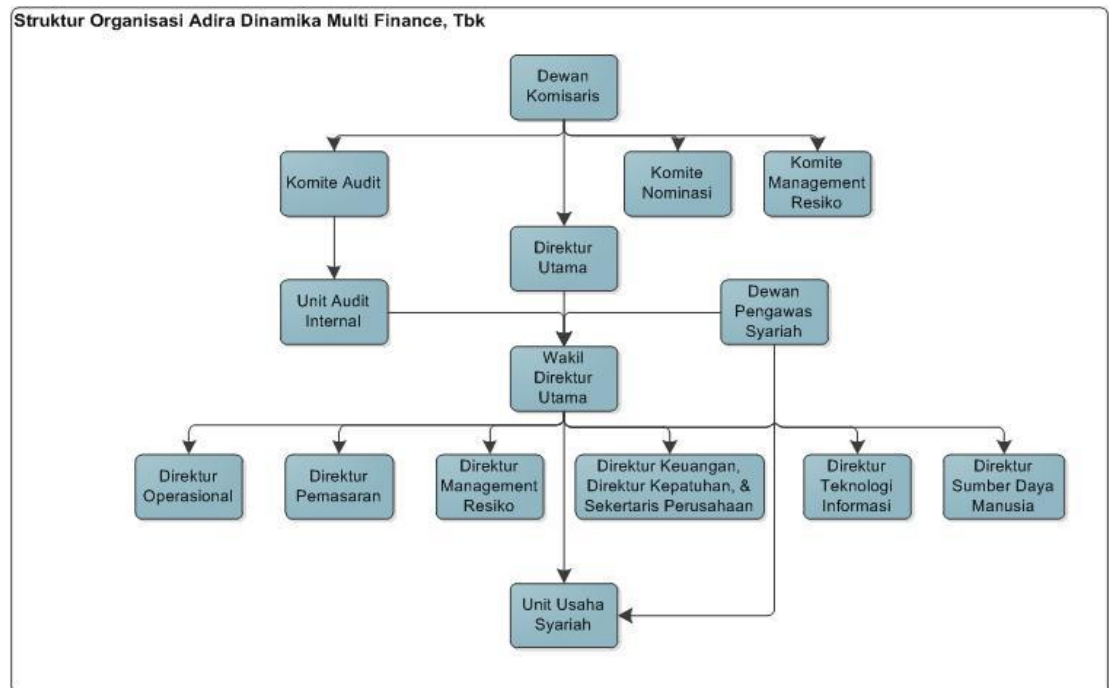 Struktur Organisasi Adira Dinamika Multi Finance, Tbk
Dewan
Komisaris
Komite Audit
Komite
Nominasi
Komite
Management
Resiko
Direktur
Utama
Unit Audit
Internal
Dewan
Pengawas
Syariah
Wakil
Direktur
Utama
Direktur
Operasional
Direktur
Pemasaran
Direktur
Management
Resiko
Direktur Keuangan,
Direktur Kepatuhan, &
Sekertaris Perusahaan
Direktur
Teknologi
Informasi
Direktur
Sumber Daya
Manusia
Unit Usaha
Syariah